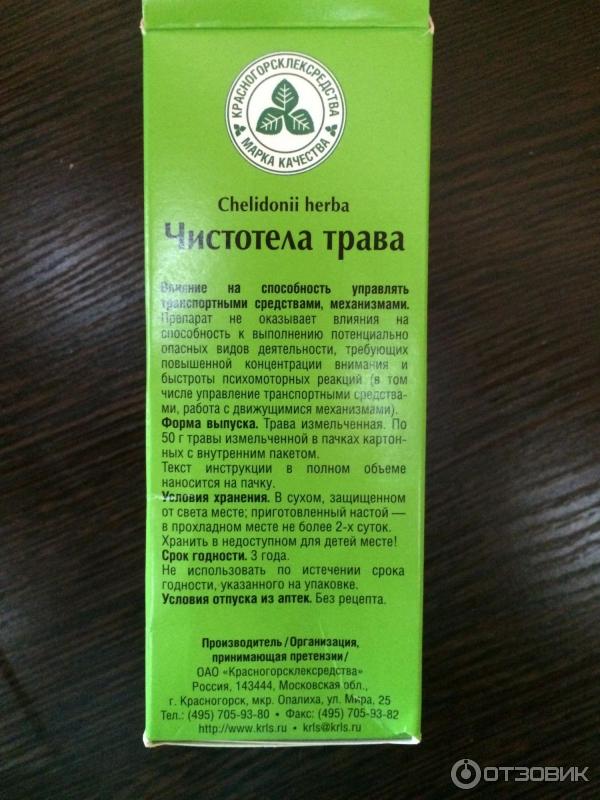 КРАСНОГОРСКЛЕКСРЕДСТВА
МАРКА КАЧЕСТВА
Chelidonii herba
Чистотела трава
Влияние на способность управлять
транспортными средствами, механизмами.
Препарат не оказывает влияния на
способность к выполнению потенциально
опасных видов деятельности, требующих
повышенной концентрации внимания и
быстроты психомоторных реакций (в том
числе управление транспортными средства-
ми, работа с движущимися механизмами).
Форма выпуска. Трава измельченная. По
50 г травы измельченной в пачках картон-
ных с внутренним пакетом.
Текст инструкции в полном объеме
наносится на пачку.
Условия хранения. В сухом, защищенном
от света месте; приготовленный настой —
в прохладном месте не более 2-х суток.
Хранить в недоступном для детей месте!
Срок годности. 3 года.
Не использовать по истечении срока
годности, указанного на упаковке.
Условия отпуска из аптек. Без рецепта.
Производитель/Организация,
принимающая претензии/
ОАО «Красногорсклексредства»
Россия, 143444, Московская обл.,
г. Красногорск, мкр. Опалиха, ул. Мира, 25
Тел.: (495) 705-93-80 • Факс: (495) 705-93-82
http://www.krls.ru • krls@krls.ru
ОТЗОВИК